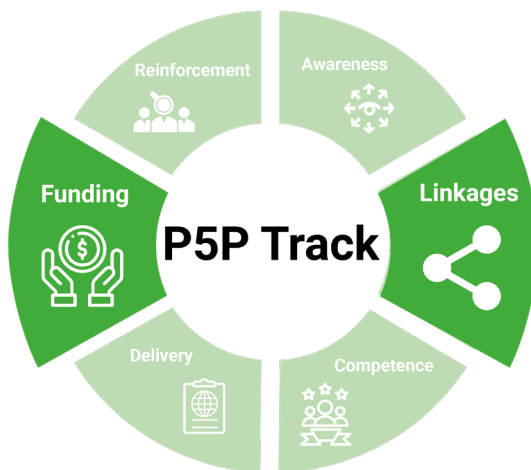 Reinforcement
Awareness
Funding
Linkages
$
P5P Track
Delivery
Competence